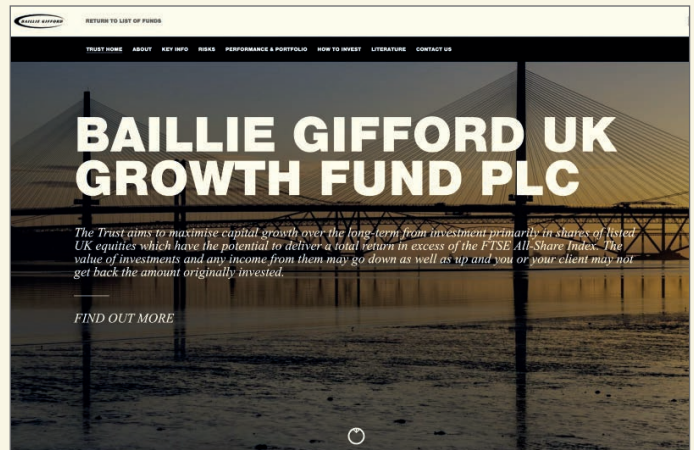 BAILLIE GIFFORD
RETURN TO LIST OF FUNDS
TRUST HOME ABOUT KEY INFO RISKS PERFORMANCE & PORTFOLIO HOW TO INVEST LITERATURE CONTACT US
BAILLIE GIFFORD UK
GROWTH FUND PLC
The Trust aims to maximise capital growth over the long-term from investment primarily in shares of listed
UK equities which have the potential to deliver a total return in excess of the FTSE All-Share Index. The
value of investments and any income from them may go down as well as up and you or your client may not
get back the amount originally invested.
FIND OUT MORE